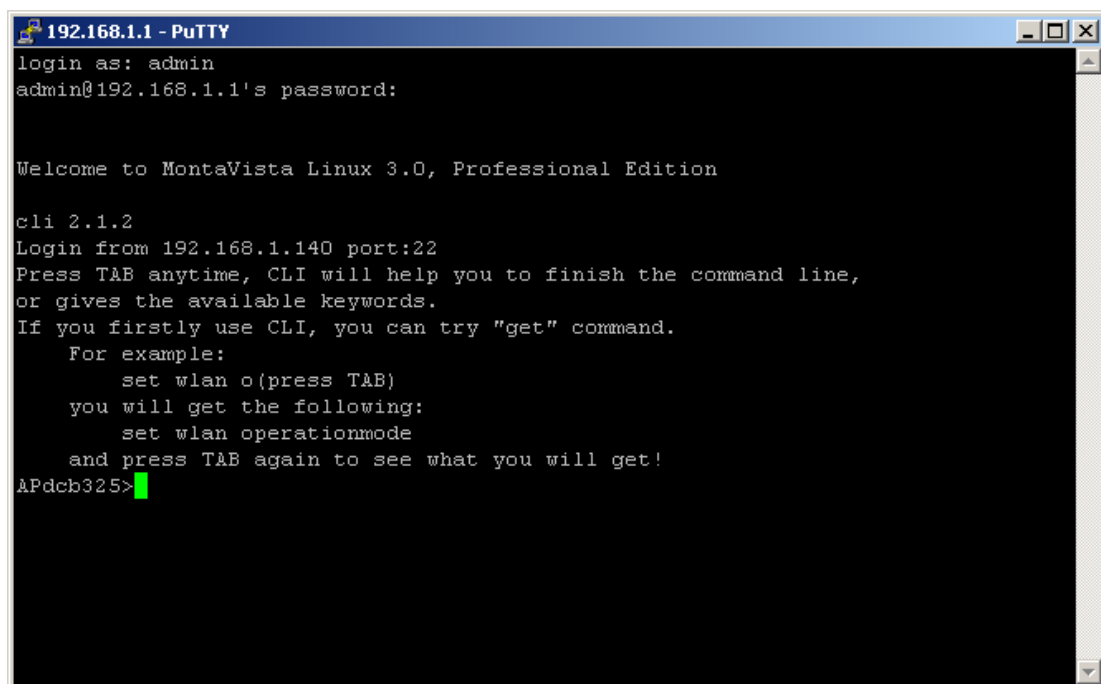 192.168.1.1 - PuTTY
login as: admin
admin@192.168.1.1's password:
Welcome to MontaVista Linux 3.0, Professional Edition
cli 2.1.2
Login from 192.168.1.140 port:22
Press TAB anytime, CLI will help you to finish the command line,
or gives the available keywords.
If you firstly use CLI, you can try "get" command.
For example:
set wlan o(press TAB)
you will get the following:
set wlan operationmode
and press TAB again to see what you will get!
APdcb325>